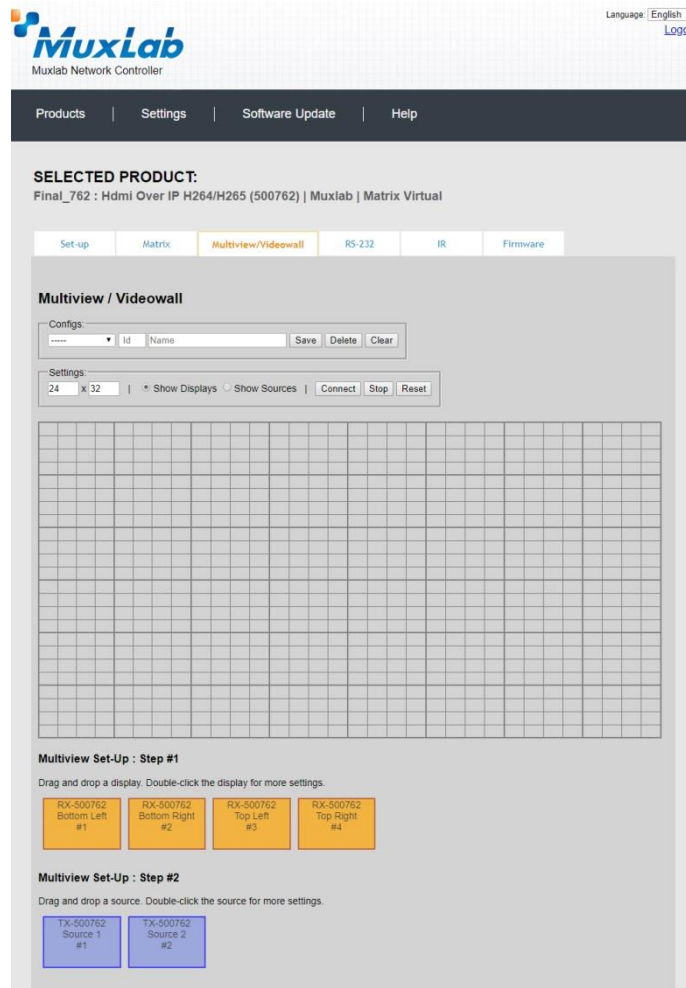 Language: English
MuxLab
Muxlab Network Controller
Products | Settings | Software Update | Help
SELECTED PRODUCT:
Final_762 : Hdmi Over IP H264/H265 (500762) | Muxlab | Matrix Virtual
Set-up Matrix Multiview/Videowall RS-232 IR Firmware
Multiview / Videowall
Configs:
----- Id Name Save Delete Clear
Settings:
24 x 32 | Show Displays Show Sources | Connect Stop Reset
Multiview Set-Up : Step #1
Drag and drop a display. Double-click the display for more settings.
RX-500762
Bottom Left
#1
RX-500762
Bottom Right
#2
RX-500762
Top Left
#3
RX-500762
Top Right
#4
Multiview Set-Up : Step #2
Drag and drop a source. Double-click the source for more settings.
TX-500762
Source 1
#1
TX-500762
Source 2
#2